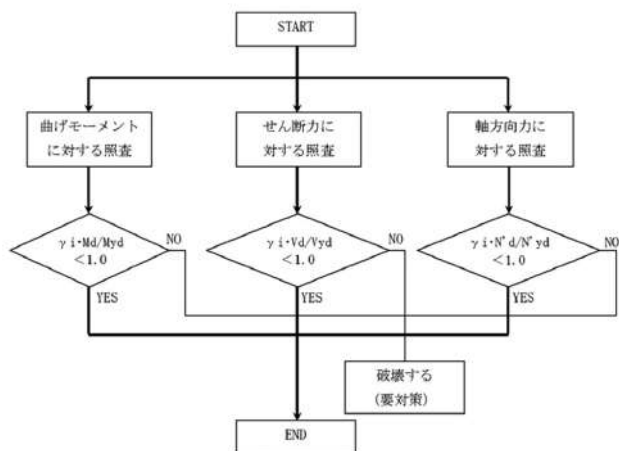 START
曲げモーメント
に対する照査
せん断力に
対する照査
軸方向力に
対する照査
γi・Md/Myd
<1.0
NO
γi・Vd/Vyd
<1.0
NO
γi・N'd/N'yd
<1.0
NO
YES
YES
YES
破壊する
(要対策)
END